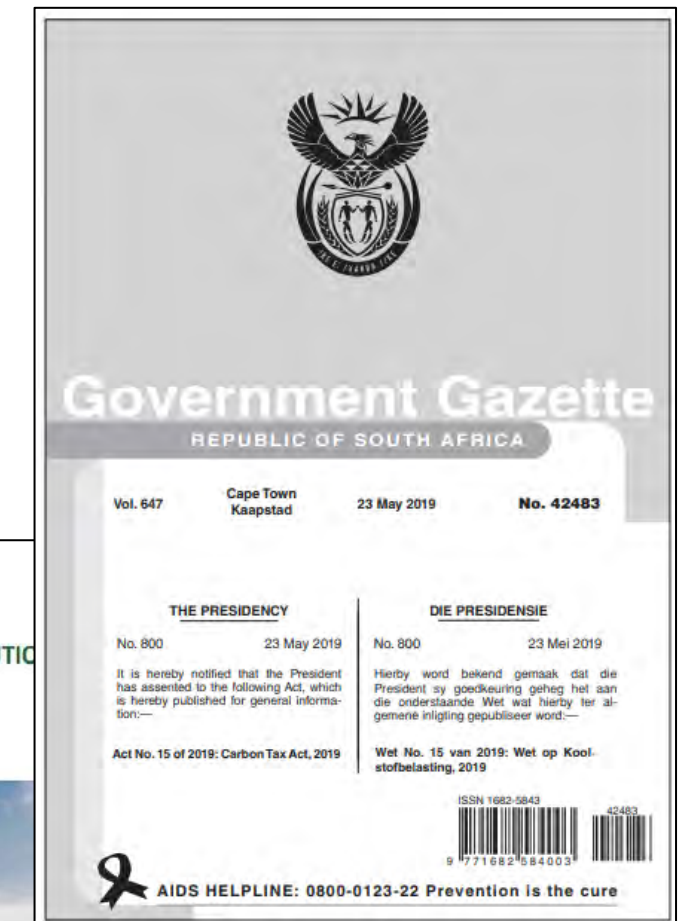 Government Gazette
REPUBLIC OF SOUTH AFRICA
Vol. 647
Cape Town
Kaapstad
23 May 2019
No. 42483
THE PRESIDENCY
No. 800 23 May 2019
It is hereby notified that the President
has assented to the following Act, which
is hereby published for general informa-
tion:—
Act No. 15 of 2019: Carbon Tax Act, 2019
DIE PRESIDENSIE
No. 800 23 Mei 2019
Hierby word bekend gemaak dat die
President sy goedkeuring geheg het aan
die onderstaande Wet wat hierby ter al-
gemene inligting gepubliseer word:—
Wet No. 15 van 2019: Wet op Kool-
stofbelasting, 2019
ISSN 1682-5843
42483
9 771682 584003
AIDS HELPLINE: 0800-0123-22 Prevention is the cure